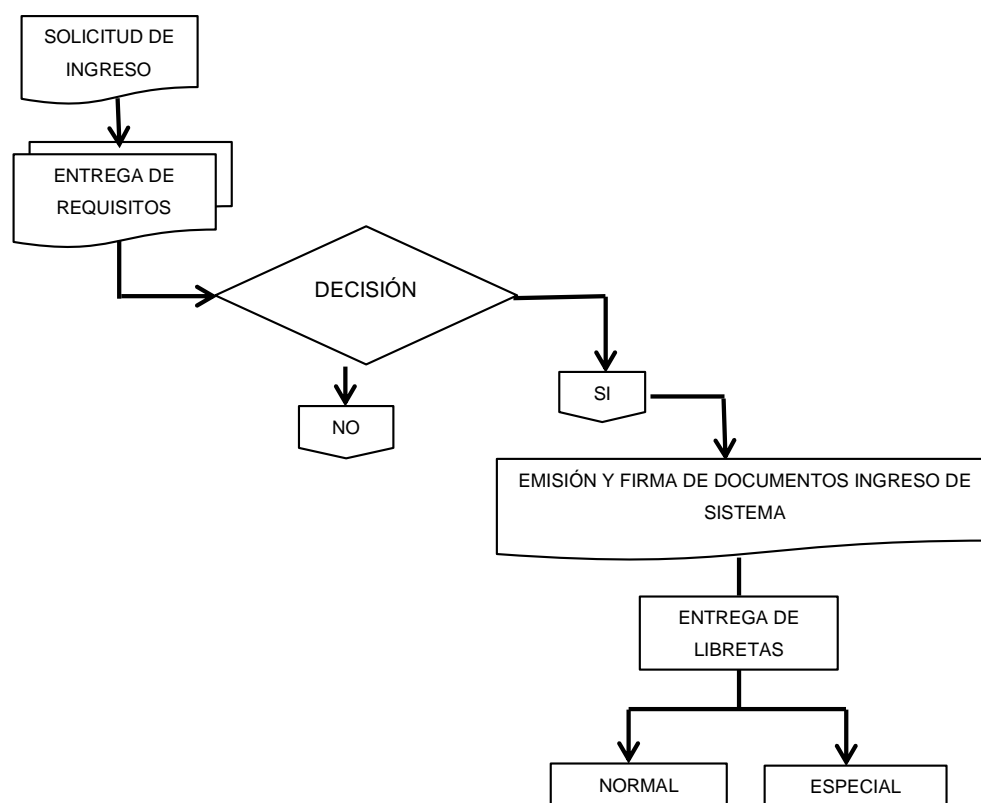 SOLICITUD DE
INGRESO
ENTREGA DE
REQUISITOS
DECISIÓN
NO
SI
EMISIÓN Y FIRMA DE DOCUMENTOS INGRESO DE
SISTEMA
ENTREGA DE
LIBRETAS
NORMAL
ESPECIAL